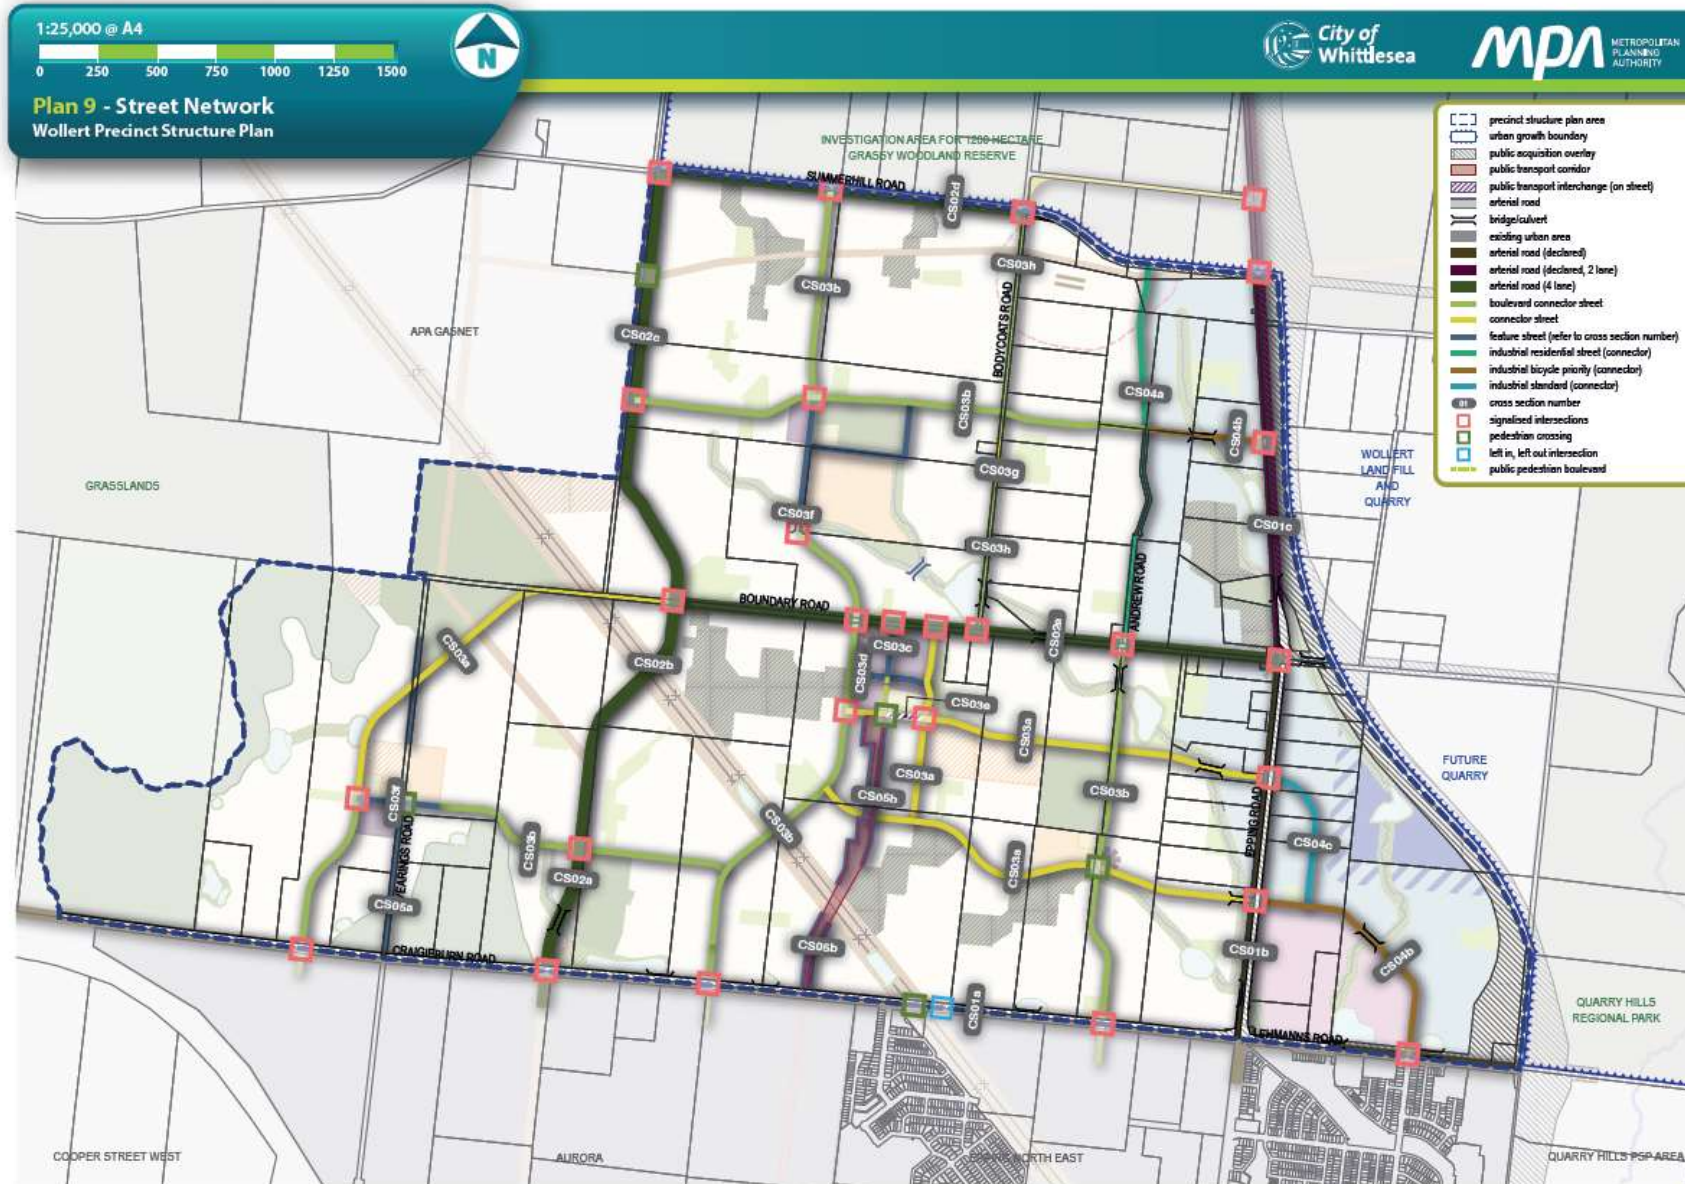 1:25,000 @ A4
0 250 500 750 1000 1250 1500
N
Plan 9 - Street Network
Wollert Precinct Structure Plan
City of
Whittlesea
MPA
METROPOLITAN
PLANNING
AUTHORITY
precinct structure plan area
urban growth boundary
public acquisition overlay
public transport corridor
public transport interchange (on street)
arterial road
bridge/culvert
existing urban area
arterial road (declared)
arterial road (declared, 2 lane)
arterial road (4 lane)
boulevard connector street
connector street
feature street (refer to cross section number)
industrial residential street (connector)
industrial bicycle priority (connector)
industrial standard (connector)
01 cross section number
signalised intersections
pedestrian crossing
left in, left out intersection
public pedestrian boulevard
INVESTIGATION AREA FOR 1200 HECTARE
GRASSY WOODLAND RESERVE
SUMMERHILL ROAD
CS02d
CS03h
CS03b
BODYCOATS ROAD
APA GASNET
CS02c
CS04a
CS03b
CS04b
WOLLERT
LAND FILL
AND
QUARRY
CS03g
GRASSLANDS
CS03f
CS01c
CS03h
ANDREW ROAD
BOUNDARY ROAD
CS02e
CS03c
CS03a
CS02b
CS03d
CS03e
CS03a
FUTURE
QUARRY
CS03a
CS05b
CS03b
CS03f
EARINGS ROAD
CS03b
CS03b
EPPING ROAD
CS04c
CS03a
CS02a
CS05a
CS05b
CS01b
CS04b
CRAIGIEBURN ROAD
CS01a
LEHMANNS ROAD
QUARRY HILLS
REGIONAL PARK
COOPER STREET WEST
AURORA
EPPING NORTH EAST
QUARRY HILLS PSP AREA